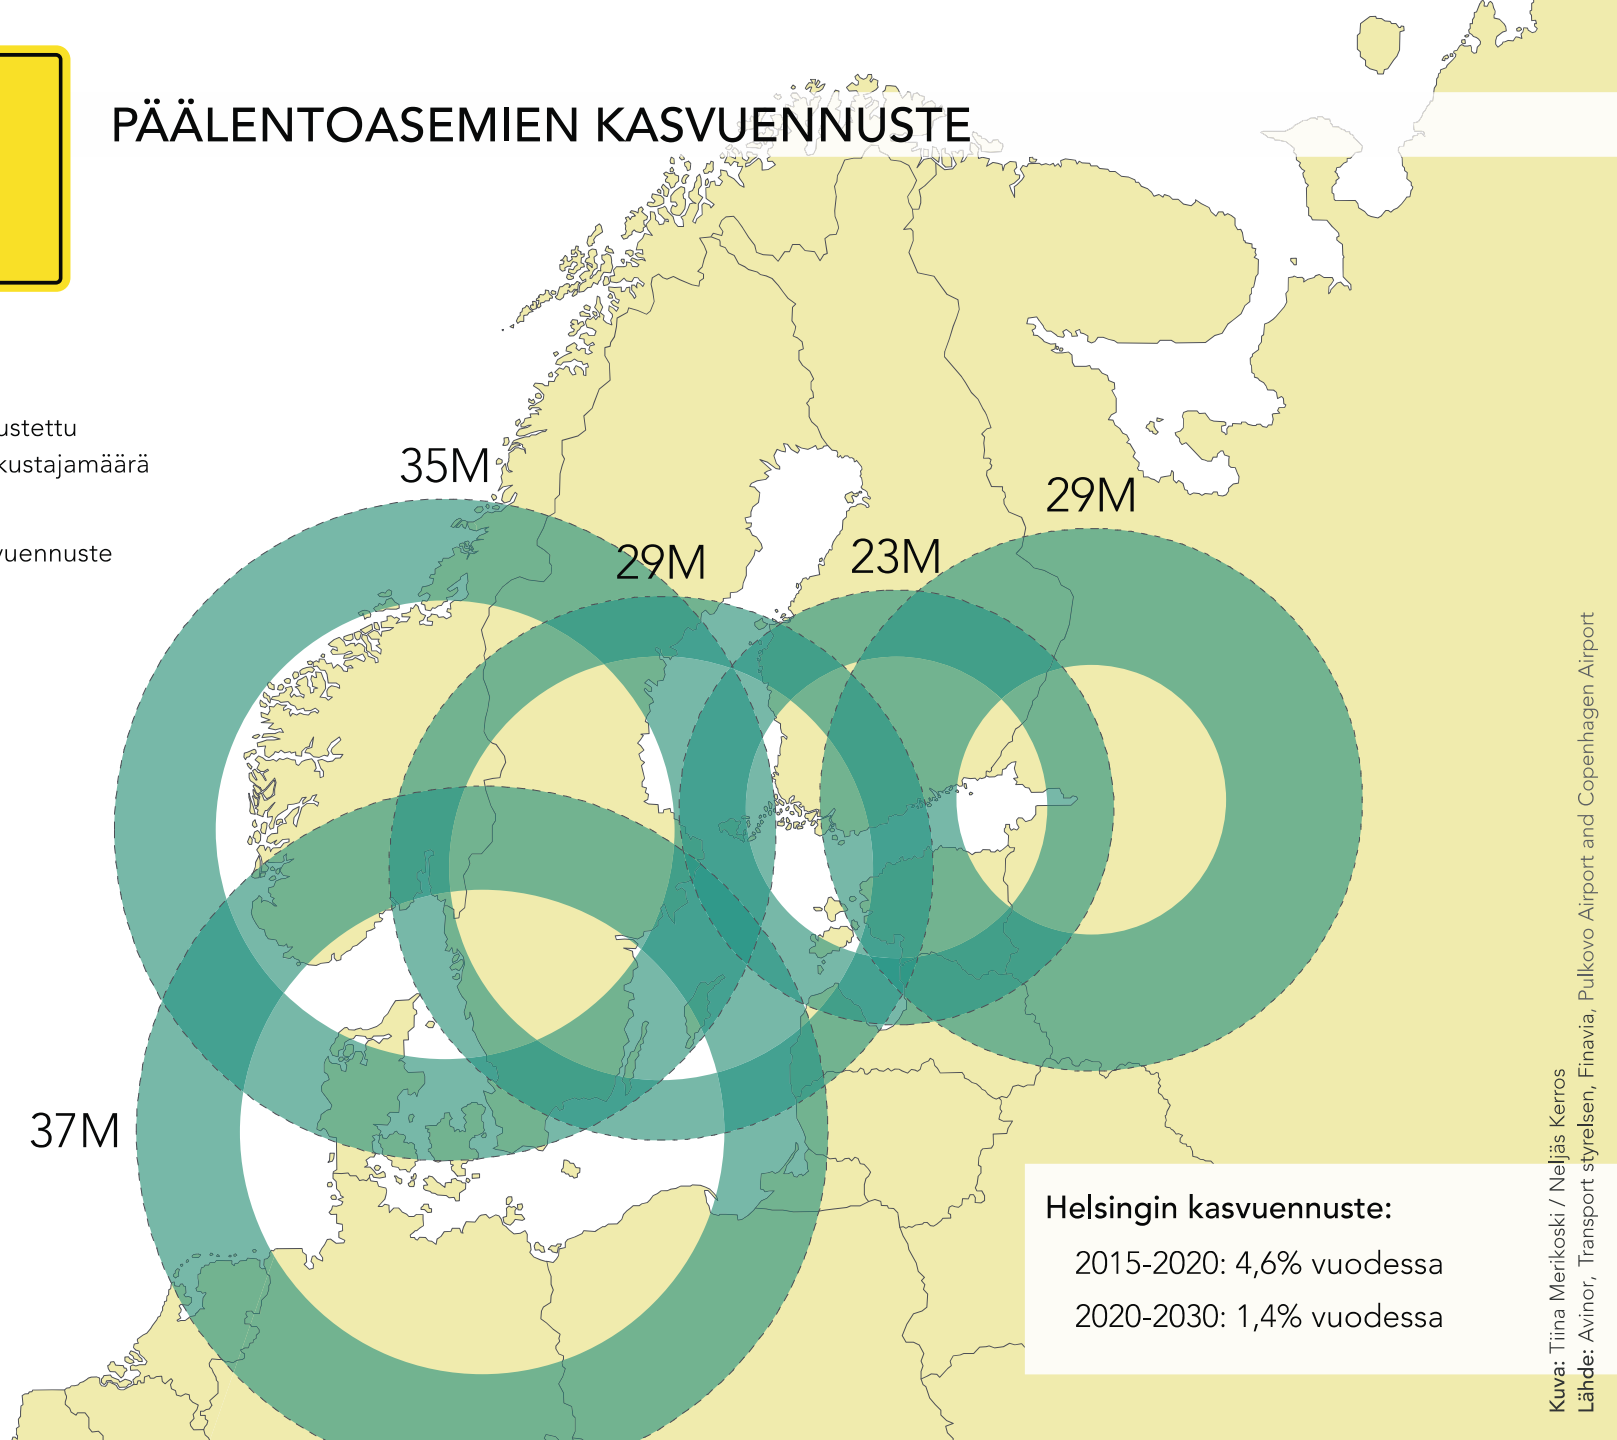 PÄÄLENTOASEMIEN KASVUENNUSTE
ustettu
kustajamäärä
vuennuste
35M
29M
23M
29M
37M
Helsingin kasvuennuste:
2015-2020: 4,6% vuodessa
2020-2030: 1,4% vuodessa
Kuva: Tiina Merikoski / Neljäs Kerros
Lähde: Avinor, Transport styrelsen, Finavia, Pulkovo Airport and Copenhagen Airport